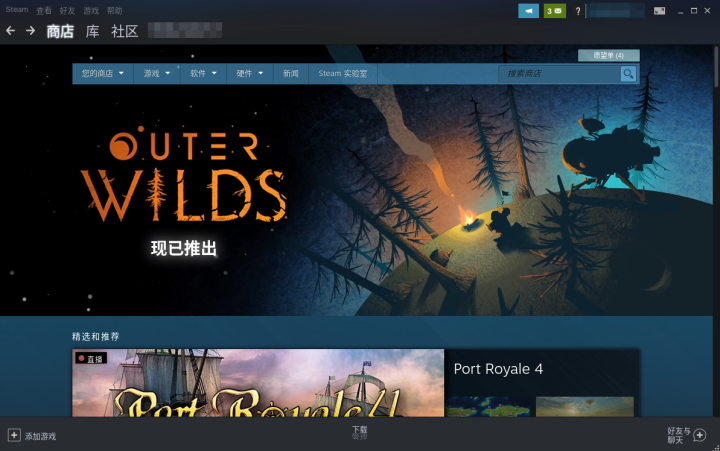 Steam 查看 好友 游戏 帮助
3
?
商店 库 社区
愿望单 (4)
您的商店 游戏 软件 硬件 新闻 Steam 实验室
搜索商店
OUTER
WILDS
现已推出
精选和推荐
直播
Port Royale 4
Port Royale 4
添加游戏
下载
管理
好友与
聊天